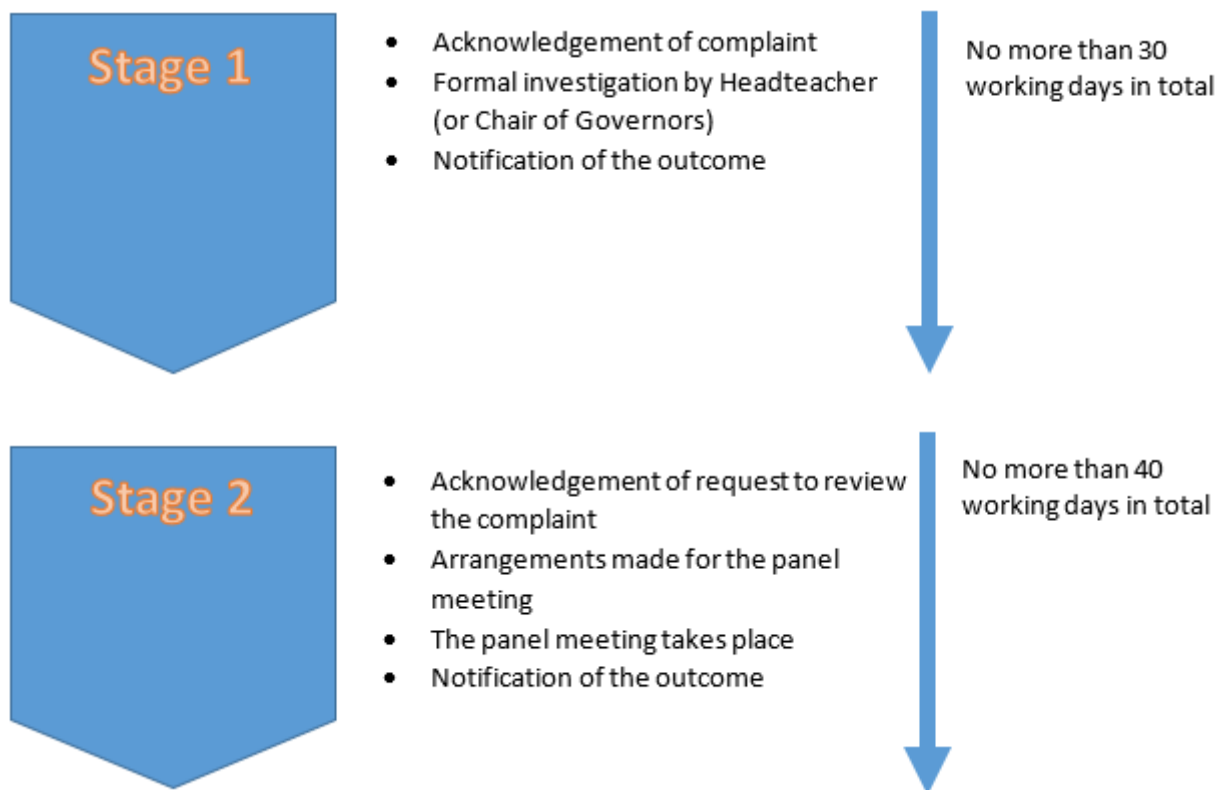 Stage 1
• Acknowledgement of complaint
• Formal investigation by Headteacher
(or Chair of Governors)
• Notification of the outcome
No more than 30
working days in total
Stage 2
• Acknowledgement of request to review
the complaint
• Arrangements made for the panel
meeting
• The panel meeting takes place
• Notification of the outcome
No more than 40
working days in total